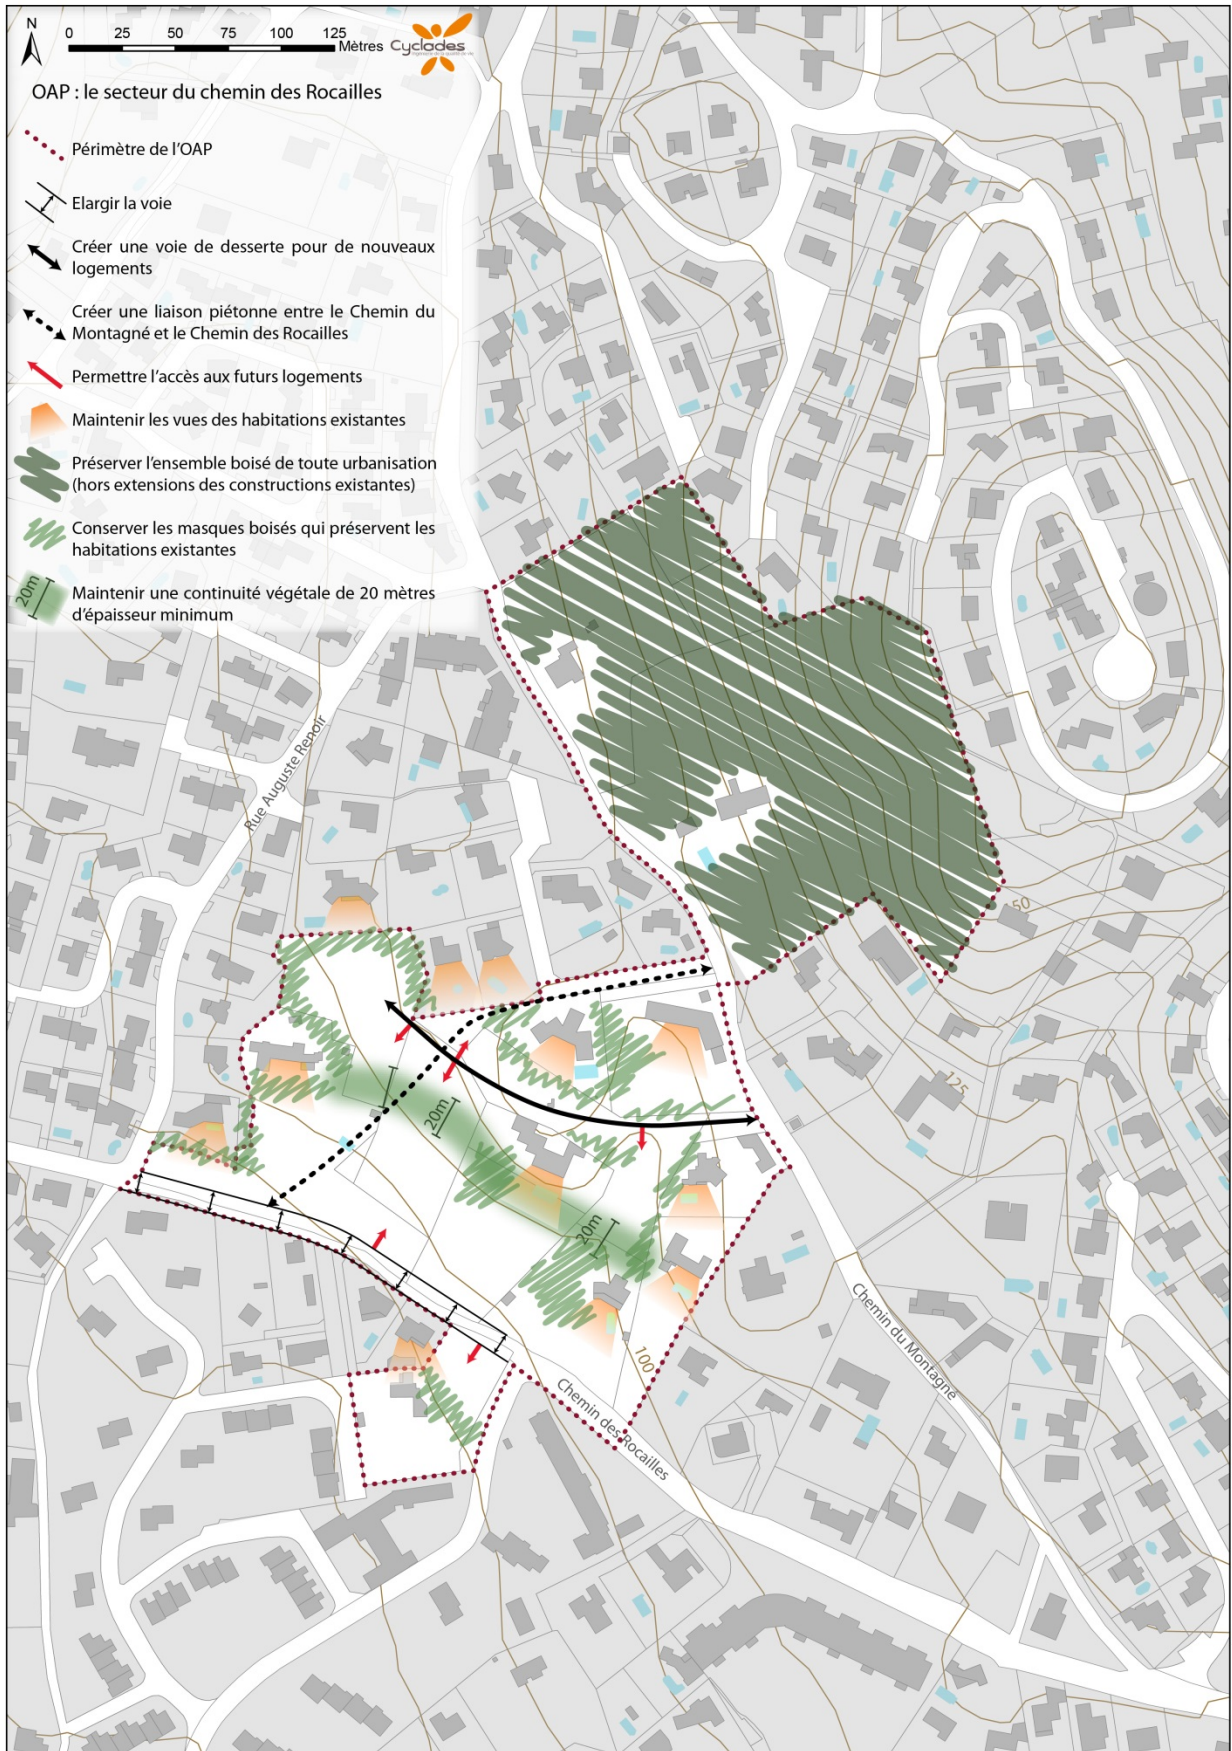 N
0 25 50 75 100 125 Mètres
Cyclades
OAP : le secteur du chemin des Rocailles
Périmètre de l'OAP
Elargir la voie
Créer une voie de desserte pour de nouveaux
logements
Créer une liaison piétonne entre le Chemin du
Montagné et le Chemin des Rocailles
Permettre l'accès aux futurs logements
Maintenir les vues des habitations existantes
Préserver l'ensemble boisé de toute urbanisation
(hors extensions des constructions existantes)
Conserver les masques boisés qui préservent les
habitations existantes
20m
Maintenir une continuité végétale de 20 mètres
d'épaisseur minimum
Rue Auguste Renoir
50
125
20m
20m
100
Chemin du Montagne
Chemin des Rocailles